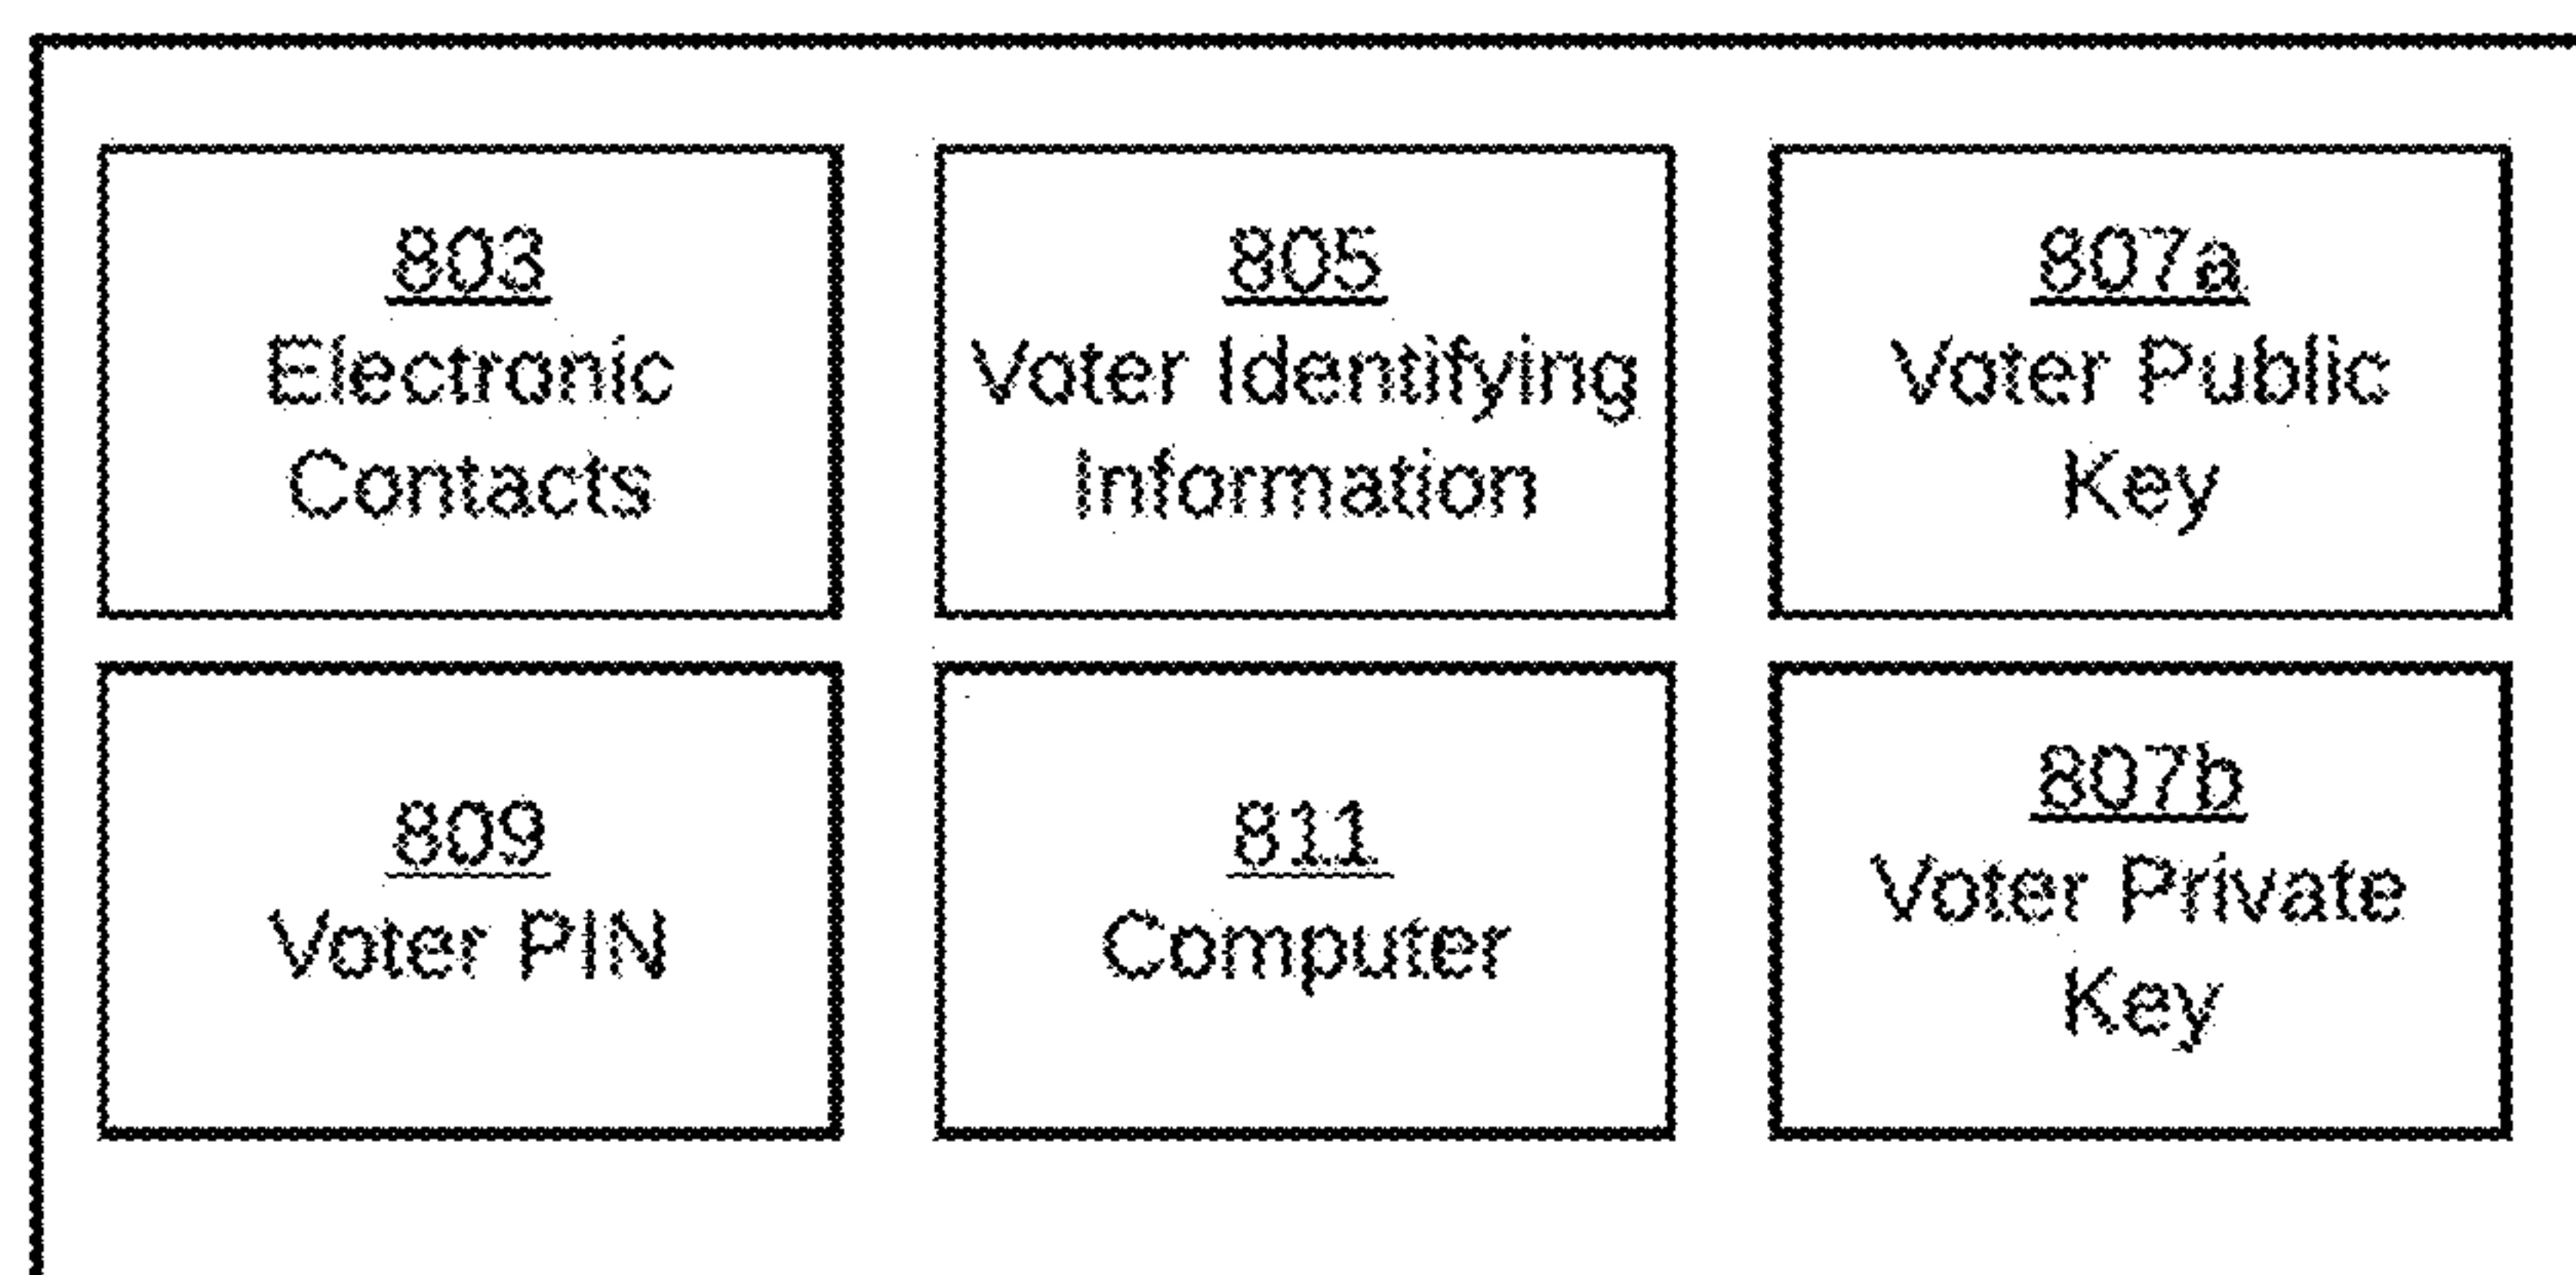 803
Electronic
Contacts
805
Voter Identifying
Information
807a
Voter Public
Key
809
Voter PIN
811
Computer
807b
Voter Private
Key